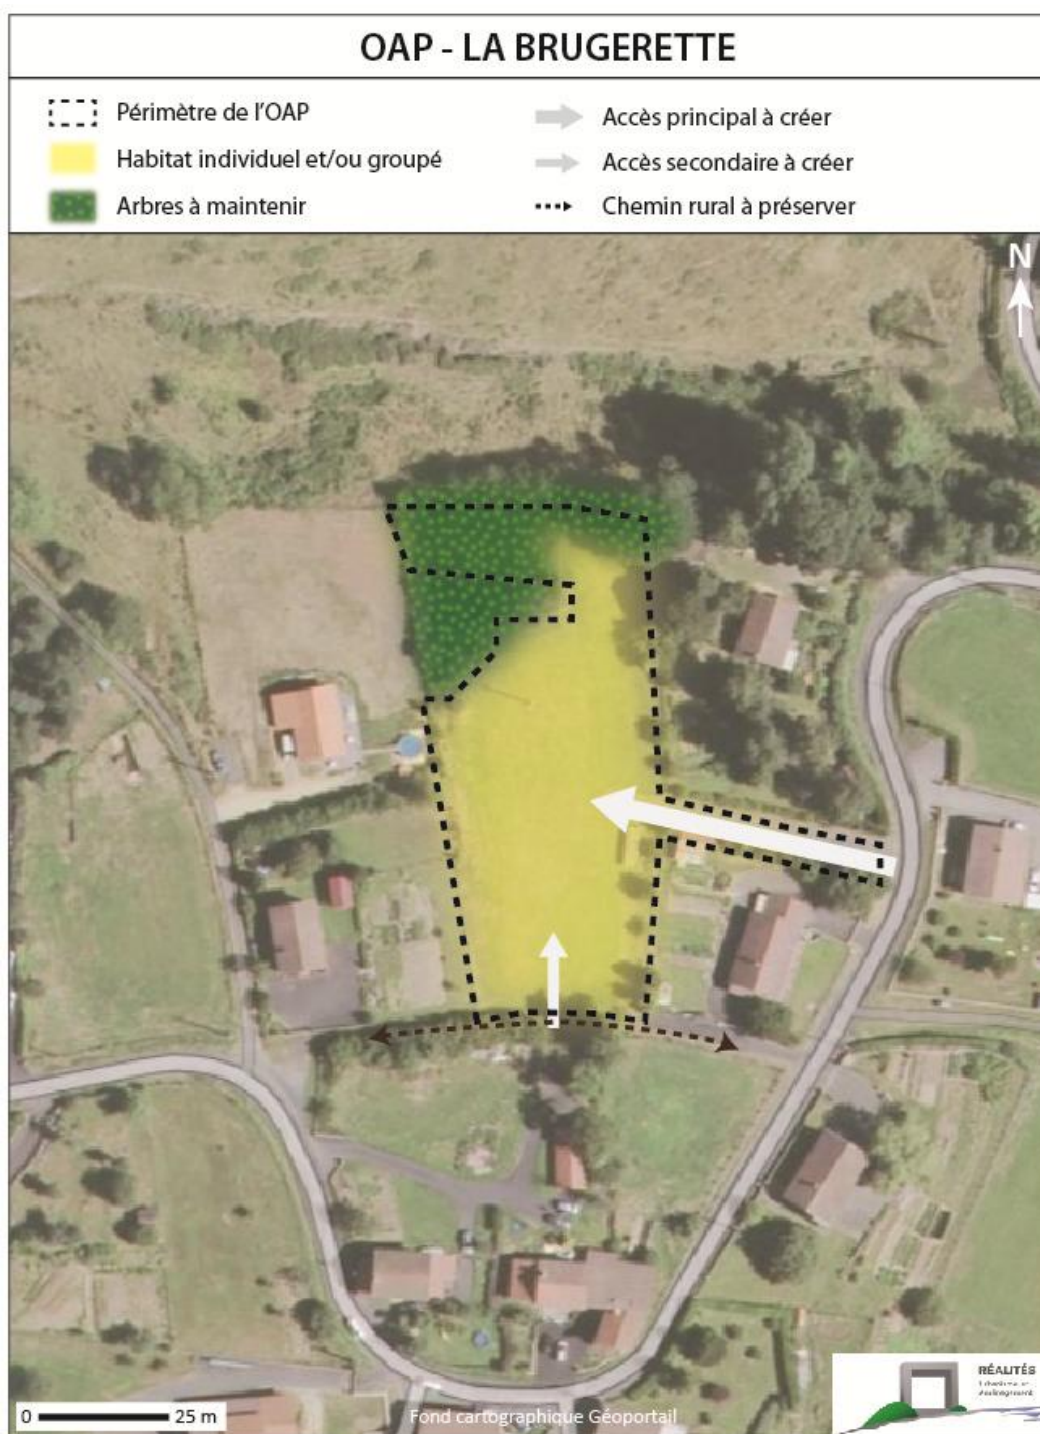 OAP - LA BRUGERETTE
Périmètre de l'OAP
Habitat individuel et/ou groupé
Arbres à maintenir
Accès principal à créer
Accès secondaire à créer
Chemin rural à préserver
N
0 25 m
Fond cartographique Géoportail
RÉALITÉS